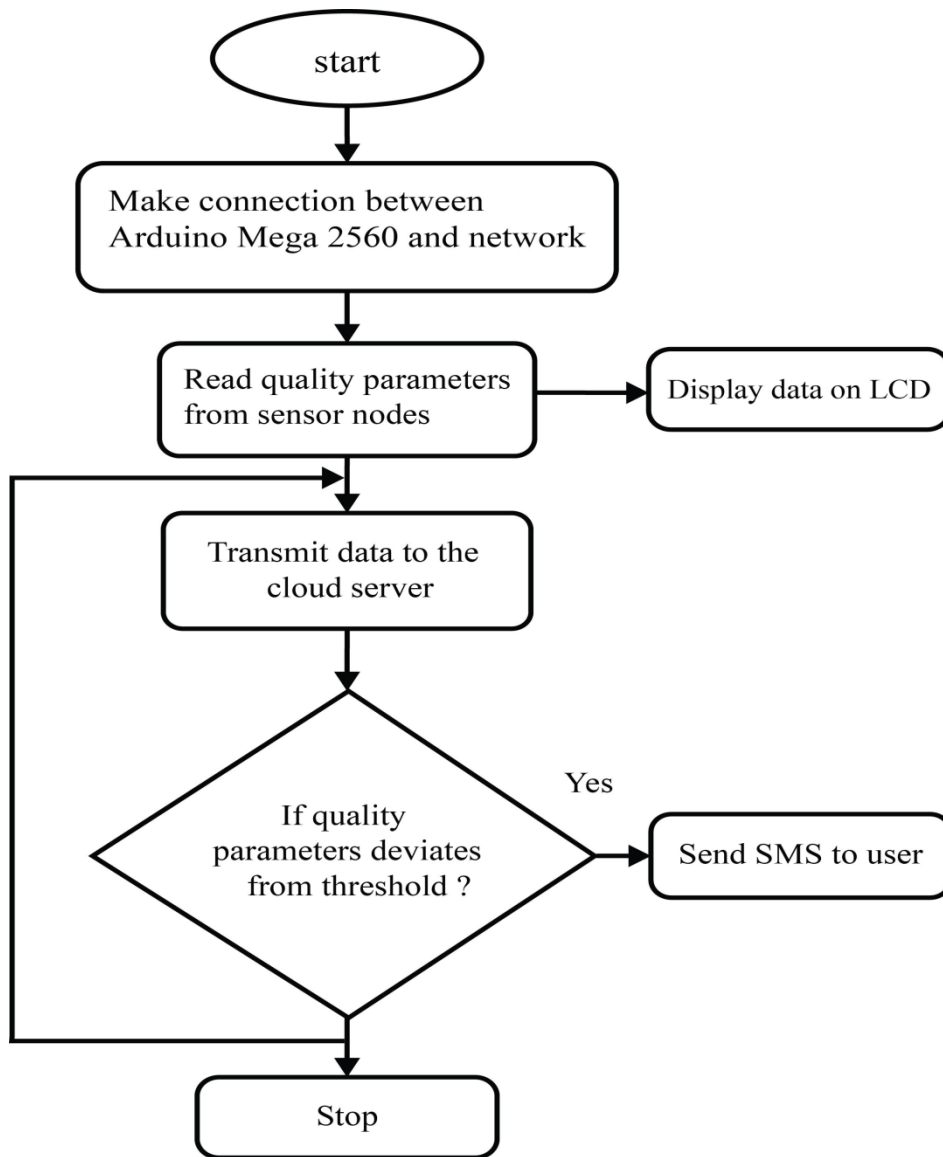 start
Make connection between
Arduino Mega 2560 and network
Read quality parameters
from sensor nodes
Display data on LCD
Transmit data to the
cloud server
If quality
parameters deviates
from threshold ?
Yes
Send SMS to user
Stop